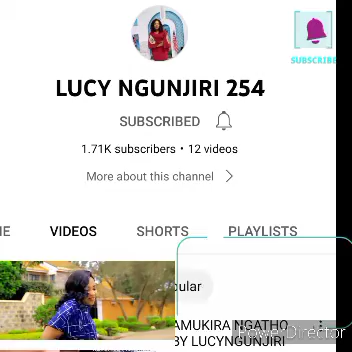 SUBSCRIBE
LUCY NGUNJIRI 254
SUBSCRIBED
1.71K subscribers • 12 videos
More about this channel
VIDEOS SHORTS PLAYLISTS
AMUKIRA NGATHO
BY LUCYNGUNJIRI
PowerDirector